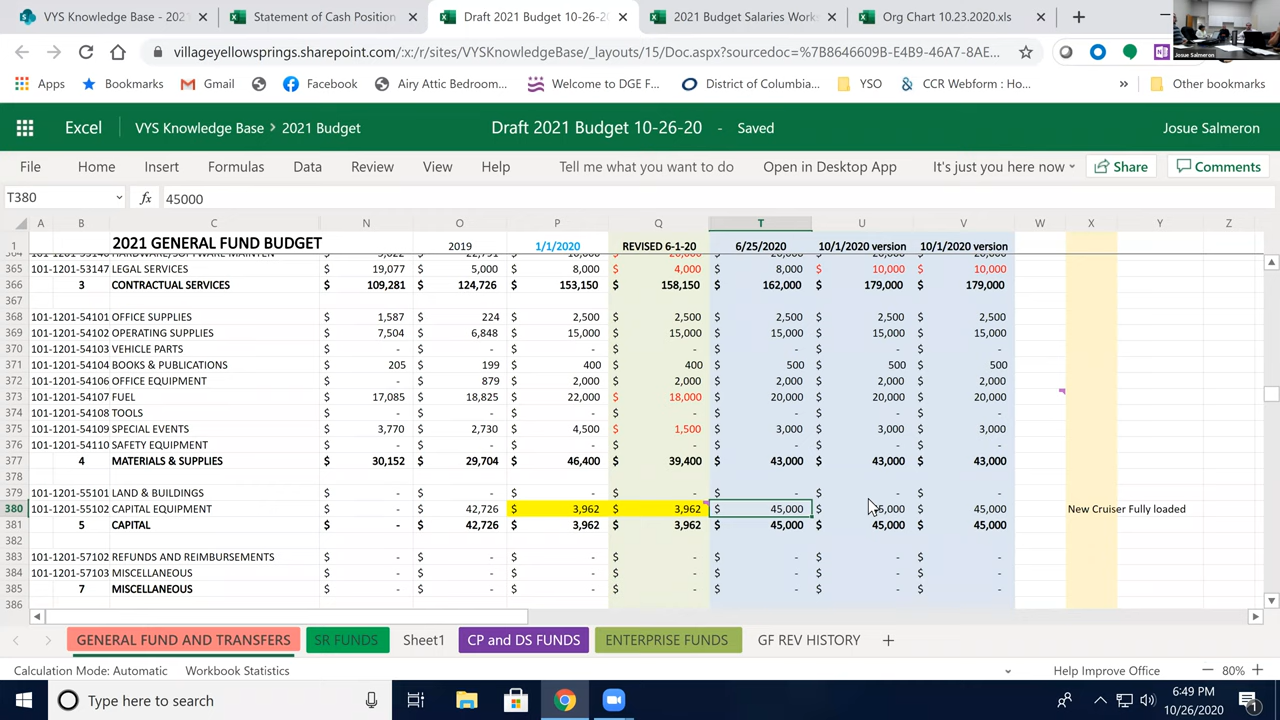 VYS Knowledge Base - 2021
Statement of Cash Position
Draft 2021 Budget 10-26-20
2021 Budget Salaries Work
Org Chart 10.23.2020.xls
Josue Salmeron
villageyellowsprings.sharepoint.com/:x:/r/sites/VYSKnowledgeBase/_layouts/15/Doc.aspx?sourcedoc=%7B8646609B-E4B9-46A7-8AE...
Apps Bookmarks Gmail Facebook Airy Attic Bedroom... Welcome to DGE F... District of Columbia... YSO CCR Webform : Ho... » Other bookmarks
Excel VYS Knowledge Base > 2021 Budget Draft 2021 Budget 10-26-20 - Saved Josue Salmeron
File Home Insert Formulas Data Review View Help Tell me what you want to do Open in Desktop App It's just you here now Share Comments
T380 fx 45000
A B C N O P Q T U V W X Y Z
1 2021 GENERAL FUND BUDGET 2019 1/1/2020 REVISED 6-1-20 6/25/2020 10/1/2020 version 10/1/2020 version
365 101-1201-53147 LEGAL SERVICES $ 19,077 $ 5,000 $ 8,000 $ 4,000 $ 8,000 $ 10,000 $ 10,000
366 3 CONTRACTUAL SERVICES $ 109,281 $ 124,726 $ 153,150 $ 158,150 $ 162,000 $ 179,000 $ 179,000
367
368 101-1201-54101 OFFICE SUPPLIES $ 1,587 $ 224 $ 2,500 $ 2,500 $ 2,500 $ 2,500 $ 2,500
369 101-1201-54102 OPERATING SUPPLIES $ 7,504 $ 6,848 $ 15,000 $ 15,000 $ 15,000 $ 15,000 $ 15,000
370 101-1201-54103 VEHICLE PARTS $ - $ - $ - $ - $ - $ - $ -
371 101-1201-54104 BOOKS & PUBLICATIONS $ 205 $ 199 $ 400 $ 400 $ 500 $ 500 $ 500
372 101-1201-54106 OFFICE EQUIPMENT $ - $ 879 $ 2,000 $ 2,000 $ 2,000 $ 2,000 $ 2,000
373 101-1201-54107 FUEL $ 17,085 $ 18,825 $ 22,000 $ 18,000 $ 20,000 $ 20,000 $ 20,000
374 101-1201-54108 TOOLS $ - $ - $ - $ - $ - $ - $ -
375 101-1201-54109 SPECIAL EVENTS $ 3,770 $ 2,730 $ 4,500 $ 1,500 $ 3,000 $ 3,000 $ 3,000
376 101-1201-54110 SAFETY EQUIPMENT $ - $ - $ - $ - $ - $ - $ -
377 4 MATERIALS & SUPPLIES $ 30,152 $ 29,704 $ 46,400 $ 39,400 $ 43,000 $ 43,000 $ 43,000
378
379 101-1201-55101 LAND & BUILDINGS $ - $ - $ - $ - $ - $ - $ -
380 101-1201-55102 CAPITAL EQUIPMENT $ - $ 42,726 $ 3,962 $ 3,962 $ 45,000 $ $ 45,000 New Cruiser Fully loaded
381 5 CAPITAL $ - $ 42,726 $ 3,962 $ 3,962 $ 45,000 $ 45,000 $ 45,000
382
383 101-1201-57102 REFUNDS AND REIMBURSEMENTS $ - $ - $ - $ - $ - $ - $ -
384 101-1201-57103 MISCELLANEOUS $ - $ - $ - $ - $ - $ - $ -
385 7 MISCELLANEOUS $ - $ - $ - $ - $ - $ - $ -
386
GENERAL FUND AND TRANSFERS SR FUNDS Sheet1 CP and DS FUNDS ENTERPRISE FUNDS GF REV HISTORY
Calculation Mode: Automatic Workbook Statistics Help Improve Office 80%
Type here to search
6:49 PM
10/26/2020
1